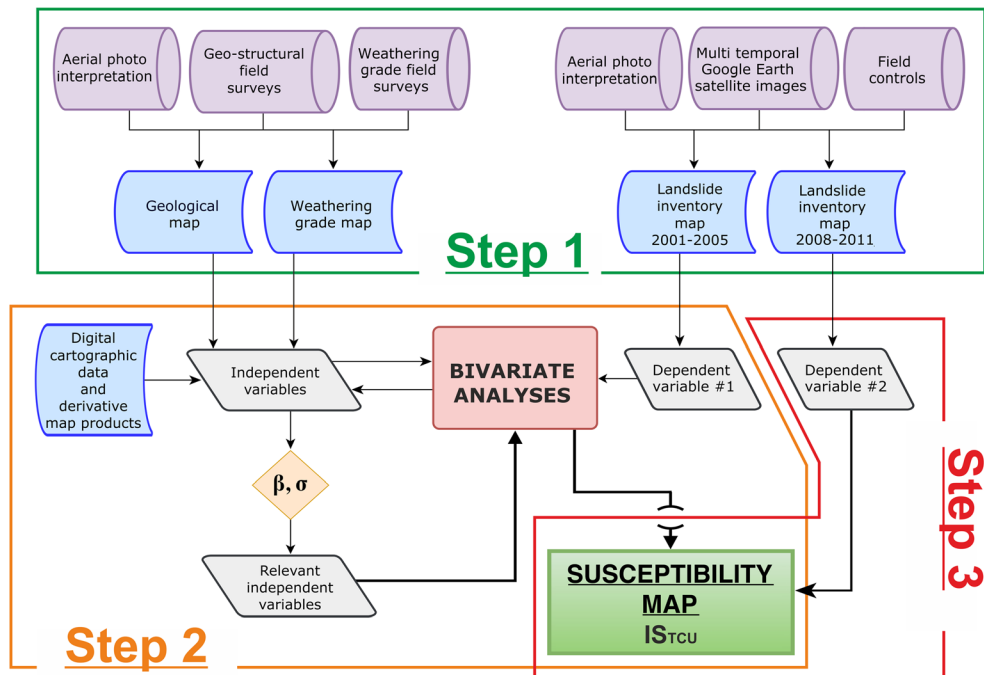 Aerial photo
interpretation
Geo-structural
field
surveys
Weathering
grade field
surveys
Aerial photo
interpretation
Multi temporal
Google Earth
satellite images
Field
controls
Geological
map
Weathering
grade map
Landslide
inventory
map
2001-2005
Landslide
inventory
map
2008-2011
Step 1
Digital
cartographic
data
and
derivative
map products
Independent
variables
BIVARIATE
ANALYSES
Dependent
variable #1
Dependent
variable #2
β, σ
Relevant
independent
variables
SUSCEPTIBILITY
MAP
ISTCU
Step 2
Step 3